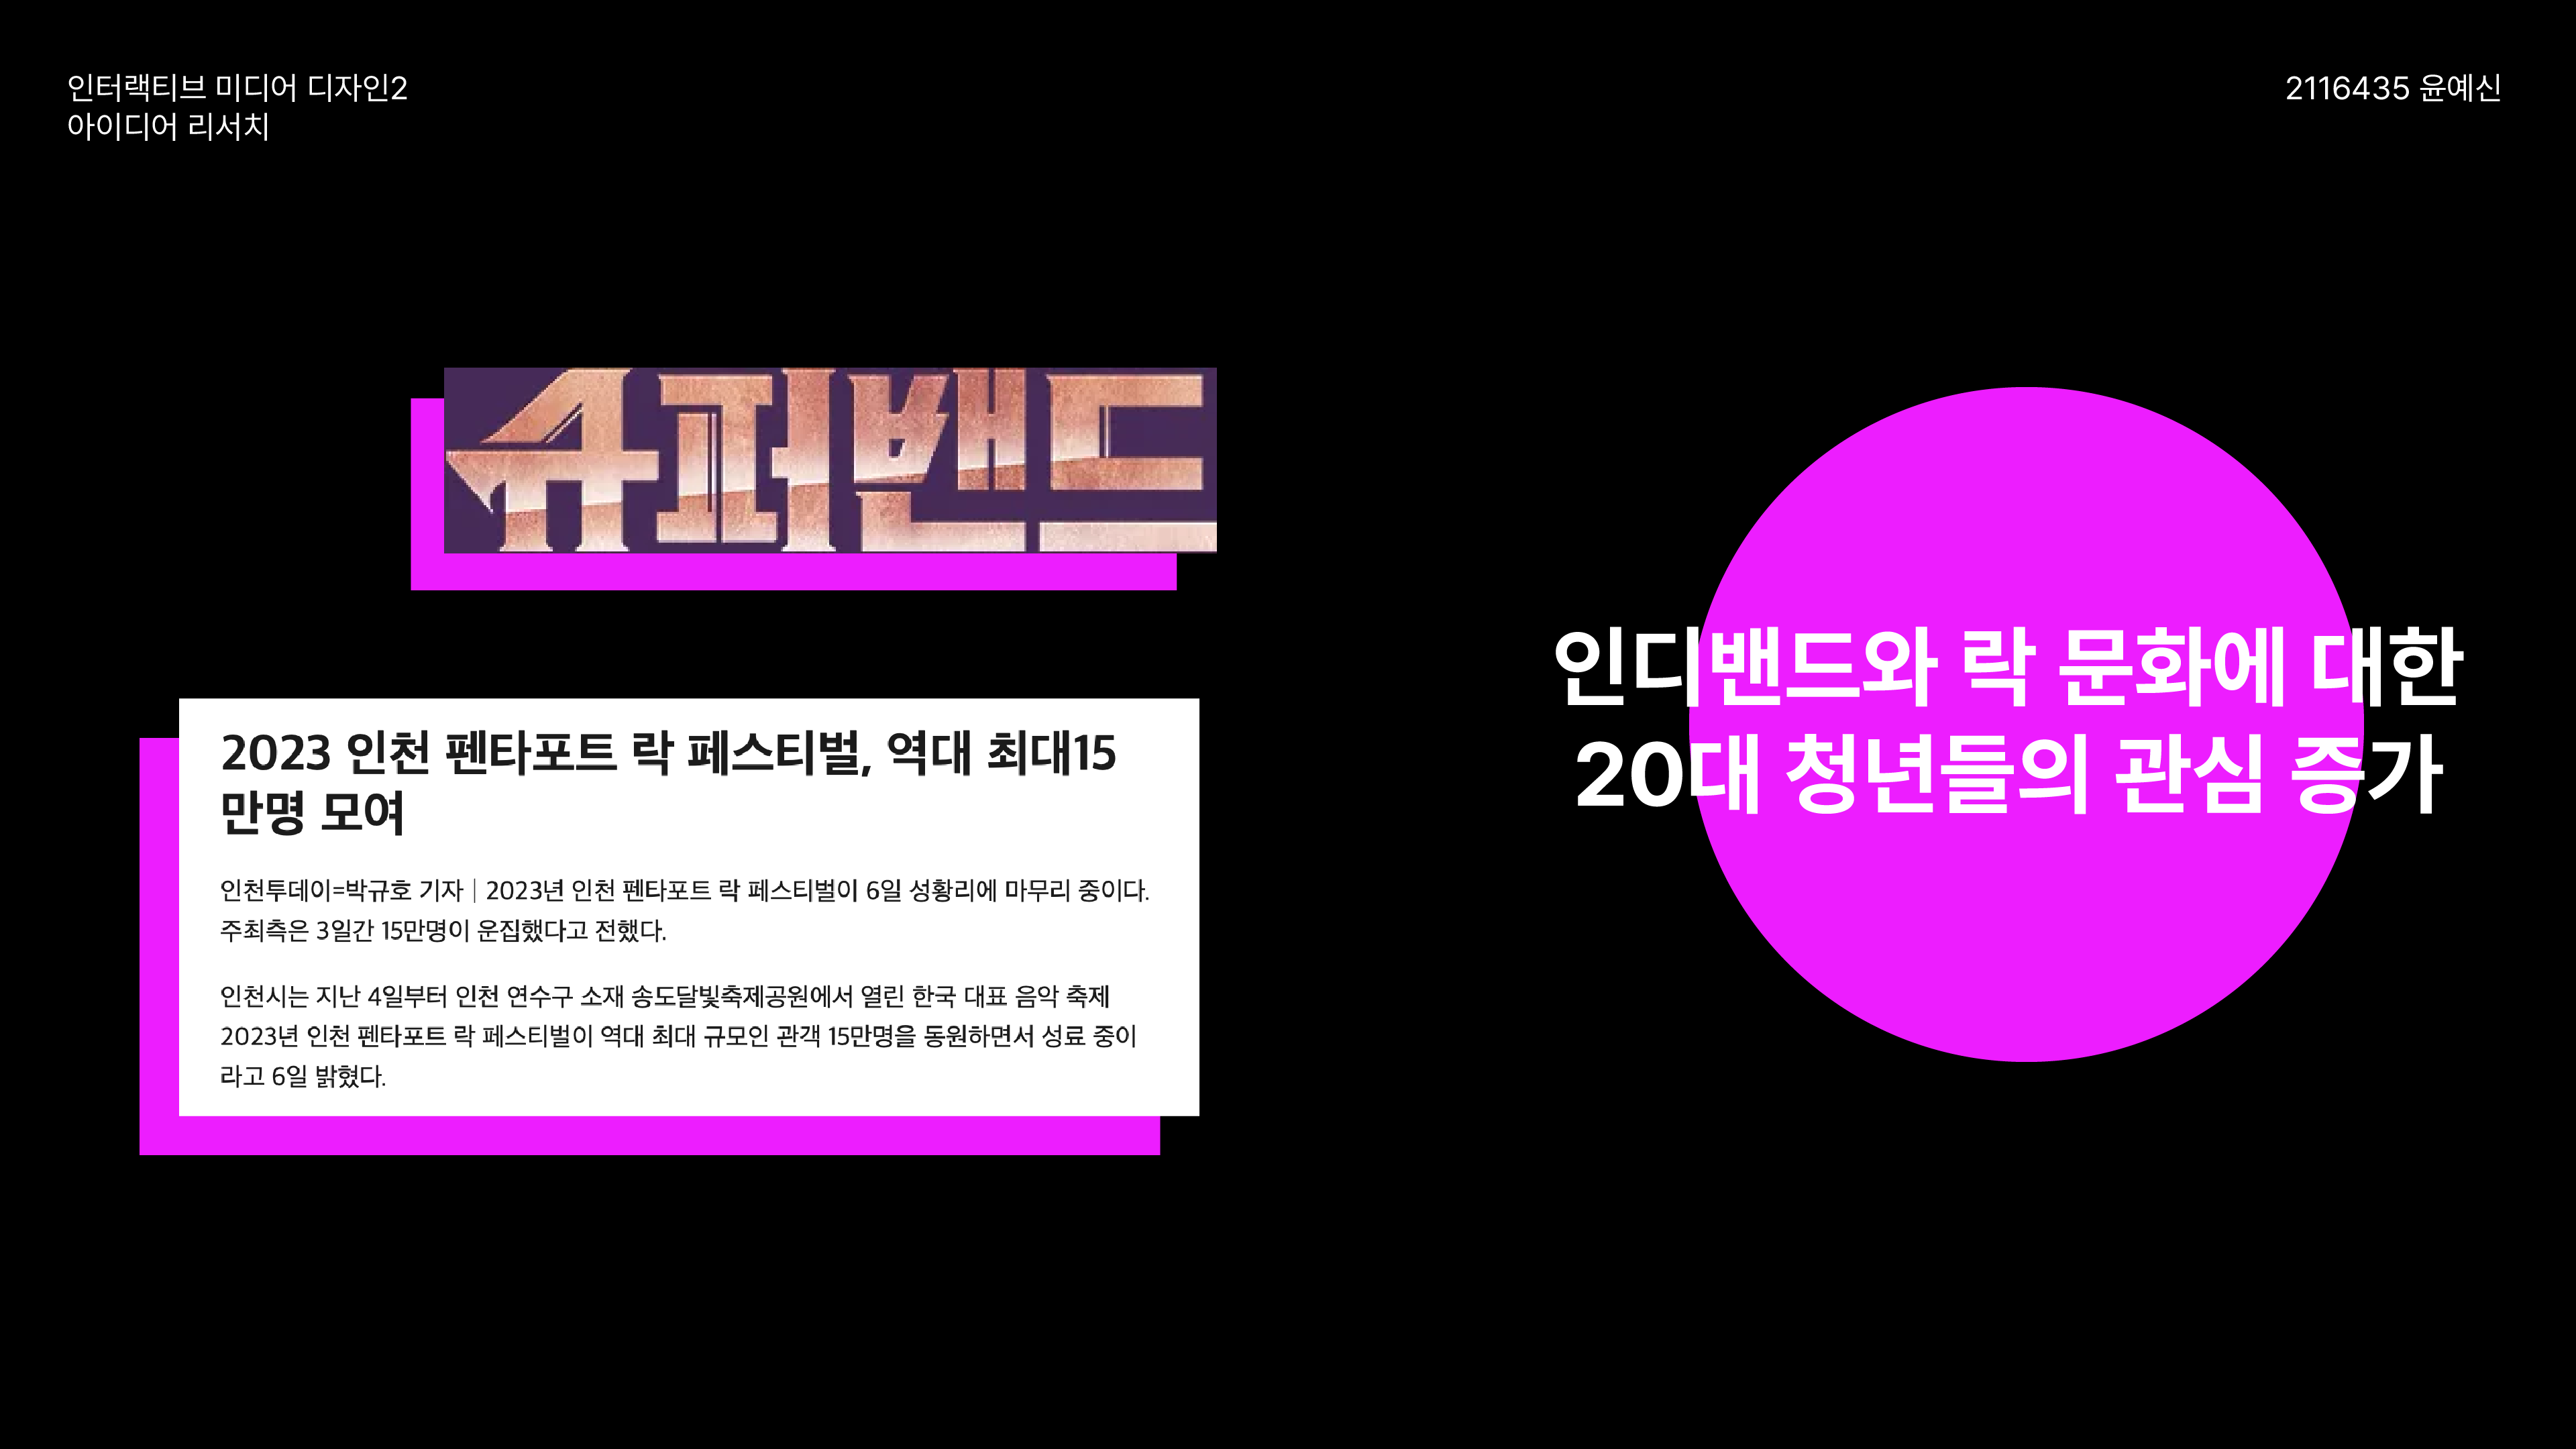 인터랙티브 미디어 디자인2
아이디어 리서치
2116435 윤예신
슈퍼밴드
2023 인천 펜타포트 락 페스티벌, 역대 최대15
만명 모여
인천투데이=박규호 기자 | 2023년 인천 펜타포트 락 페스티벌이 6일 성황리에 마무리 중이다.
주최측은 3일간 15만명이 운집했다고 전했다.
인천시는 지난 4일부터 인천 연수구 소재 송도달빛축제공원에서 열린 한국 대표 음악 축제
2023년 인천 펜타포트 락 페스티벌이 역대 최대 규모인 관객 15만명을 동원하면서 성료 중이
라고 6일 밝혔다.
인디밴드와 락 문화에 대한
20대 청년들의 관심 증가